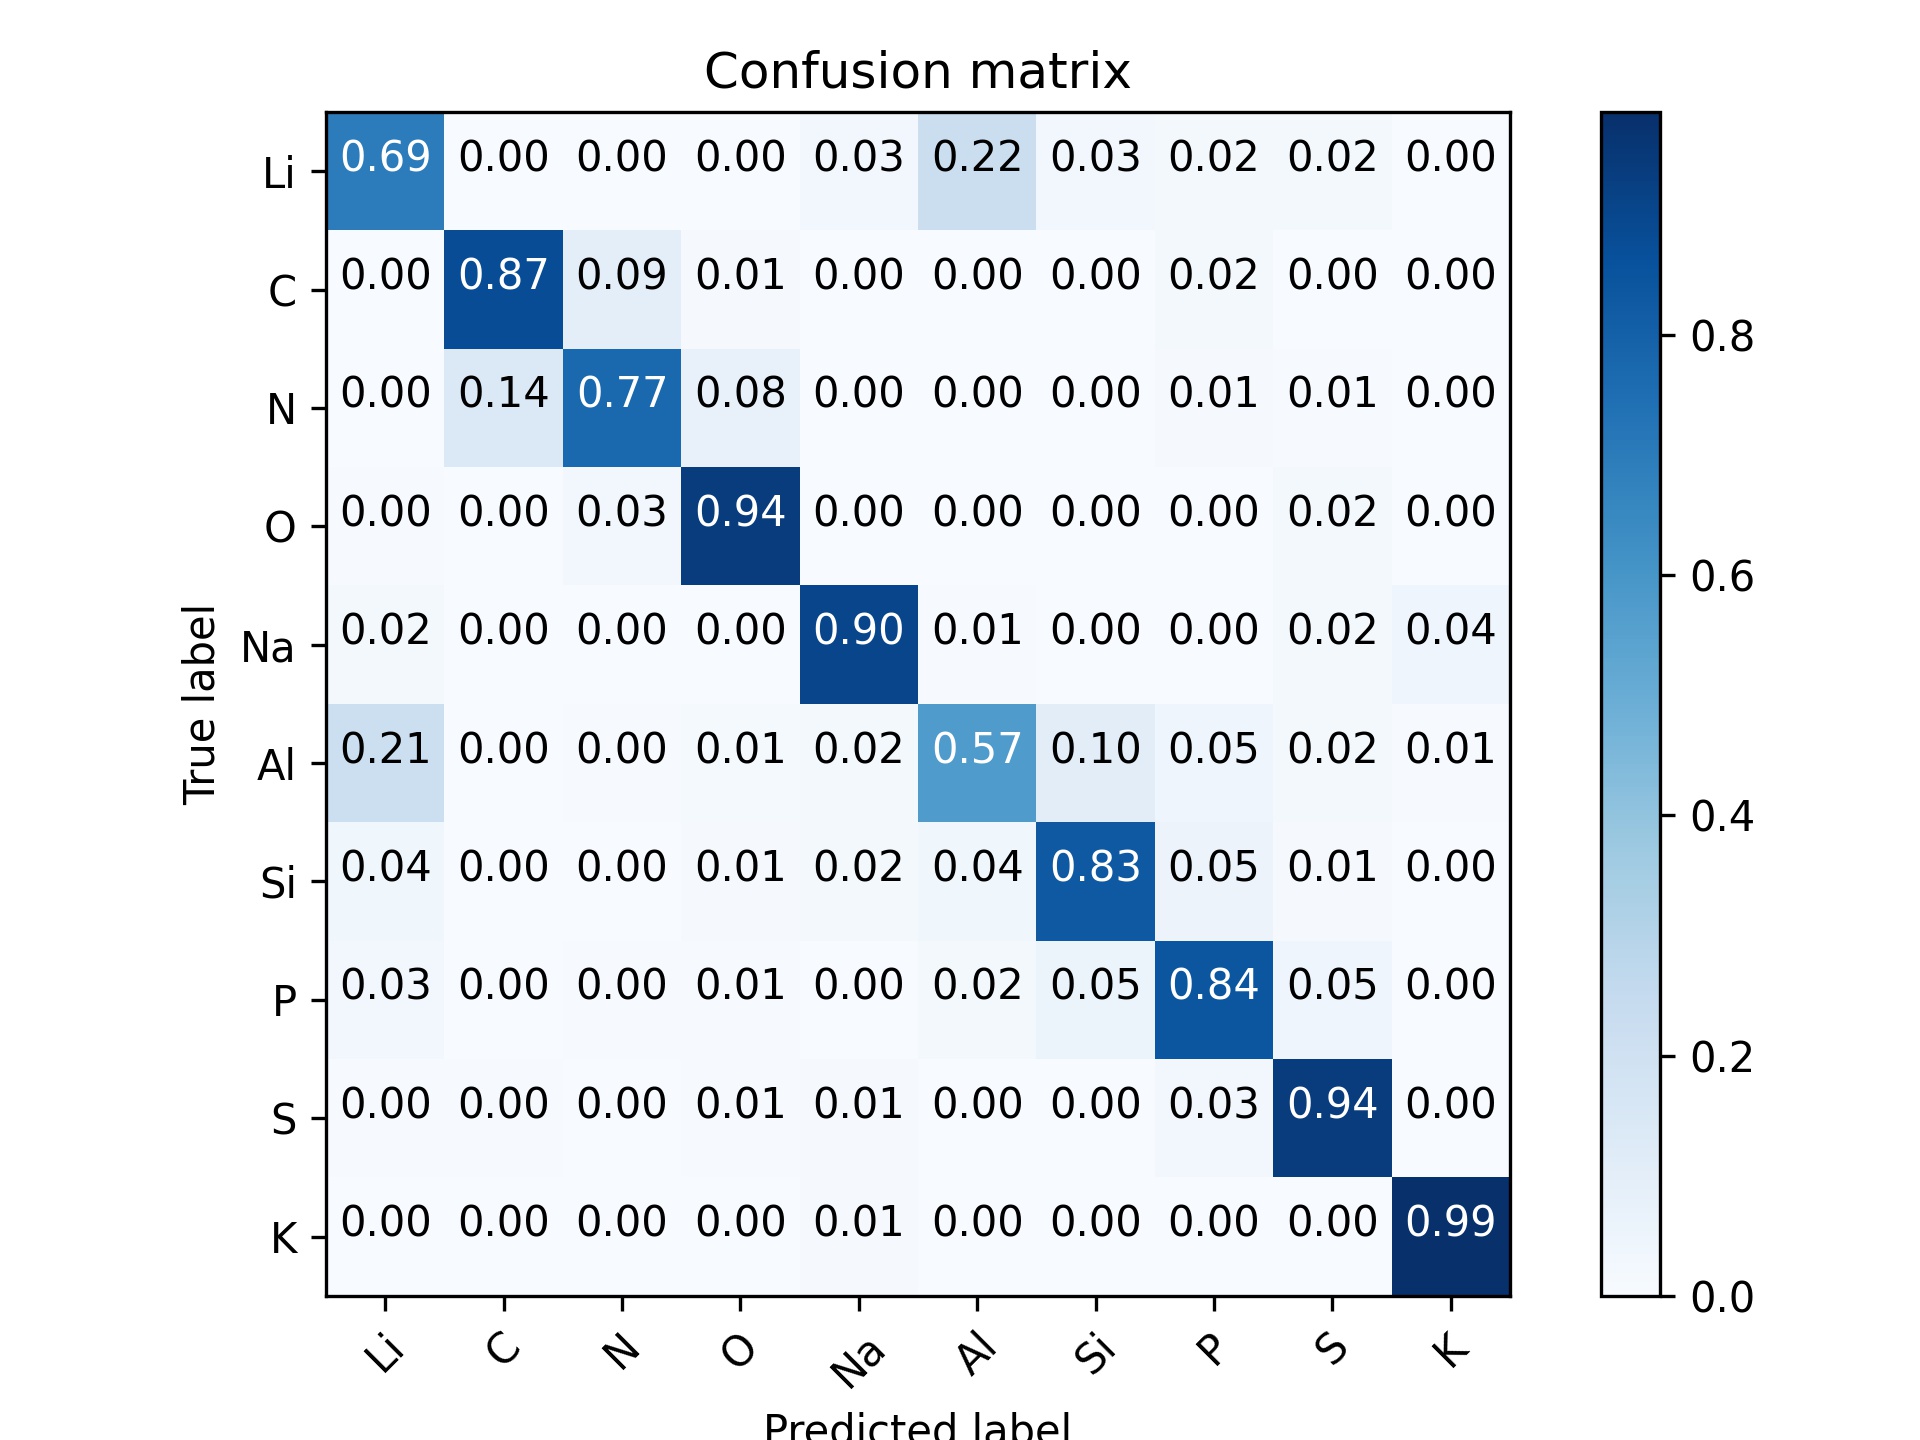 Confusion matrix
Li 0.69 0.00 0.00 0.00 0.03 0.22 0.03 0.02 0.02 0.00
C 0.00 0.87 0.09 0.01 0.00 0.00 0.00 0.02 0.00 0.00
N 0.00 0.14 0.77 0.08 0.00 0.00 0.00 0.01 0.01 0.00
O 0.00 0.00 0.03 0.94 0.00 0.00 0.00 0.00 0.02 0.00
Na 0.02 0.00 0.00 0.00 0.90 0.01 0.00 0.00 0.02 0.04
Al 0.21 0.00 0.00 0.01 0.02 0.57 0.10 0.05 0.02 0.01
Si 0.04 0.00 0.00 0.01 0.02 0.04 0.83 0.05 0.01 0.00
P 0.03 0.00 0.00 0.01 0.00 0.02 0.05 0.84 0.05 0.00
S 0.00 0.00 0.00 0.01 0.01 0.00 0.00 0.03 0.94 0.00
K 0.00 0.00 0.00 0.00 0.01 0.00 0.00 0.00 0.00 0.99
Li C N O Na Al Si P S K
Predicted label
True label
0.8
0.6
0.4
0.2
0.0